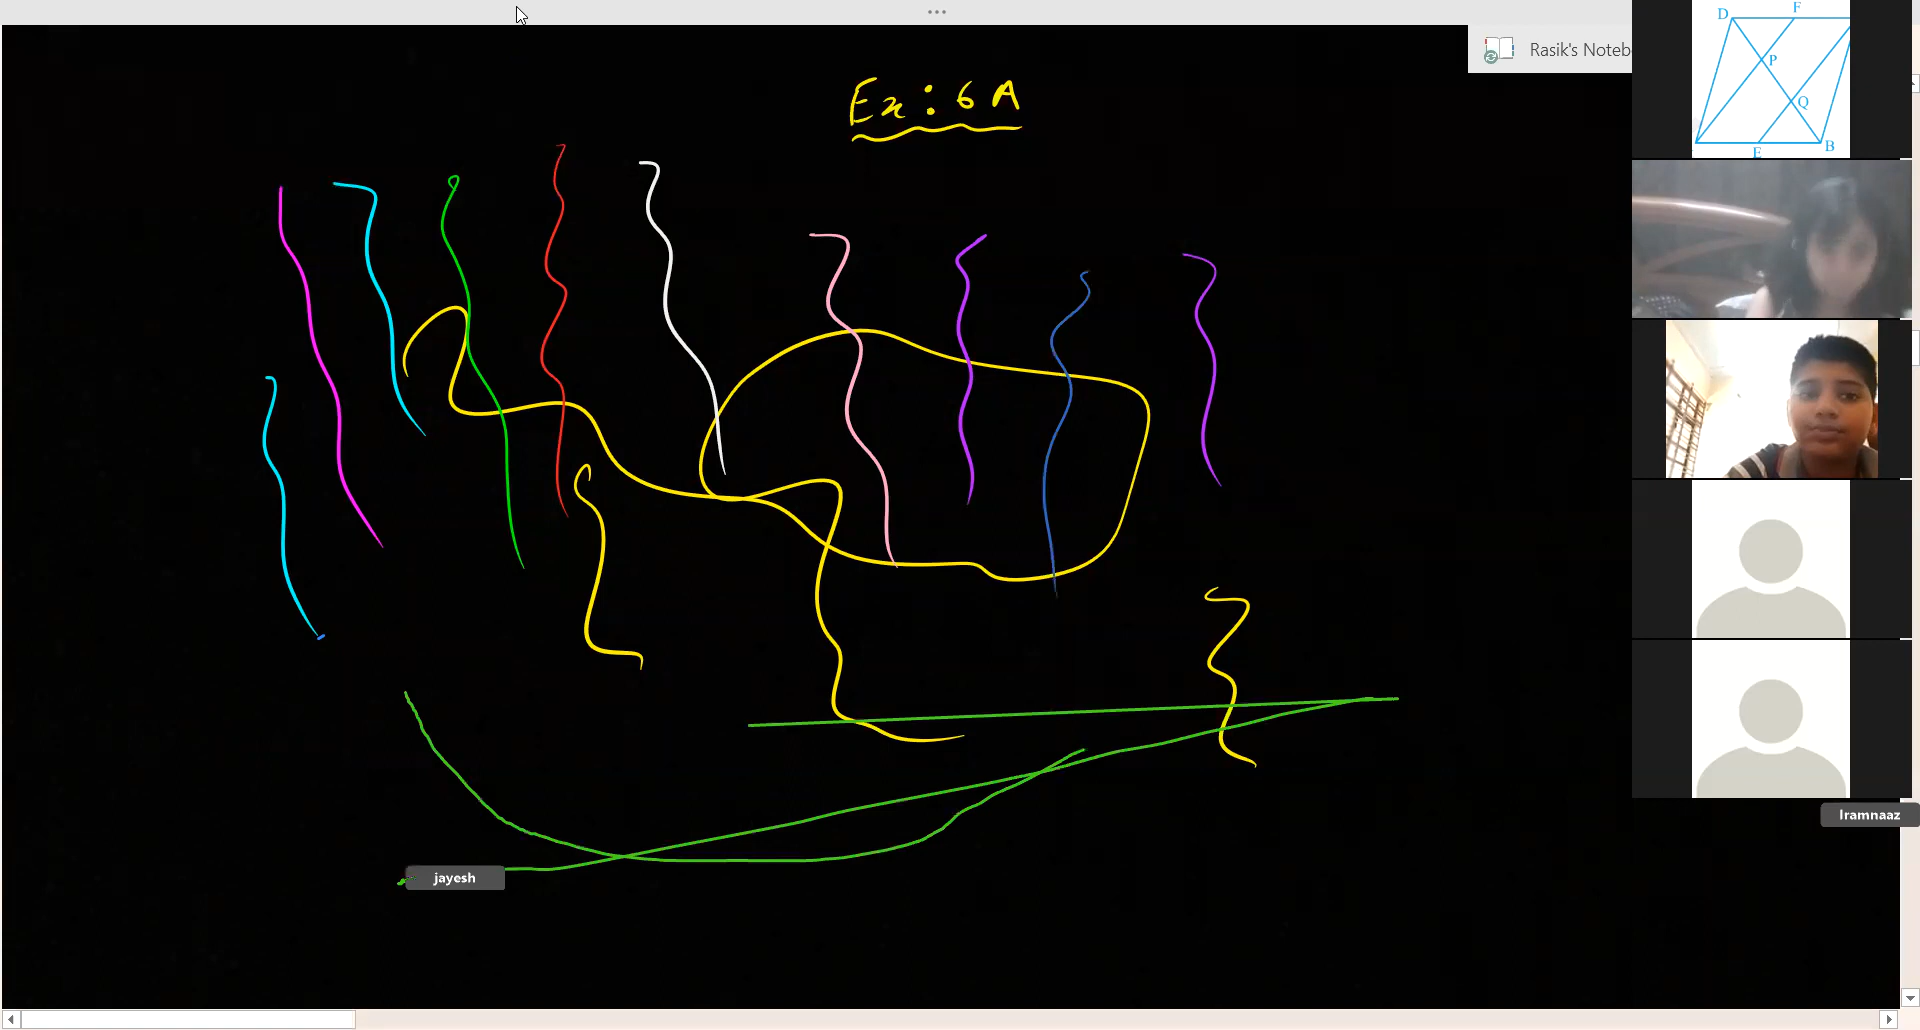 Rasik's Noteb
Ex: 6 A
D F
P
Q
E B
Iramnaaz
jayesh